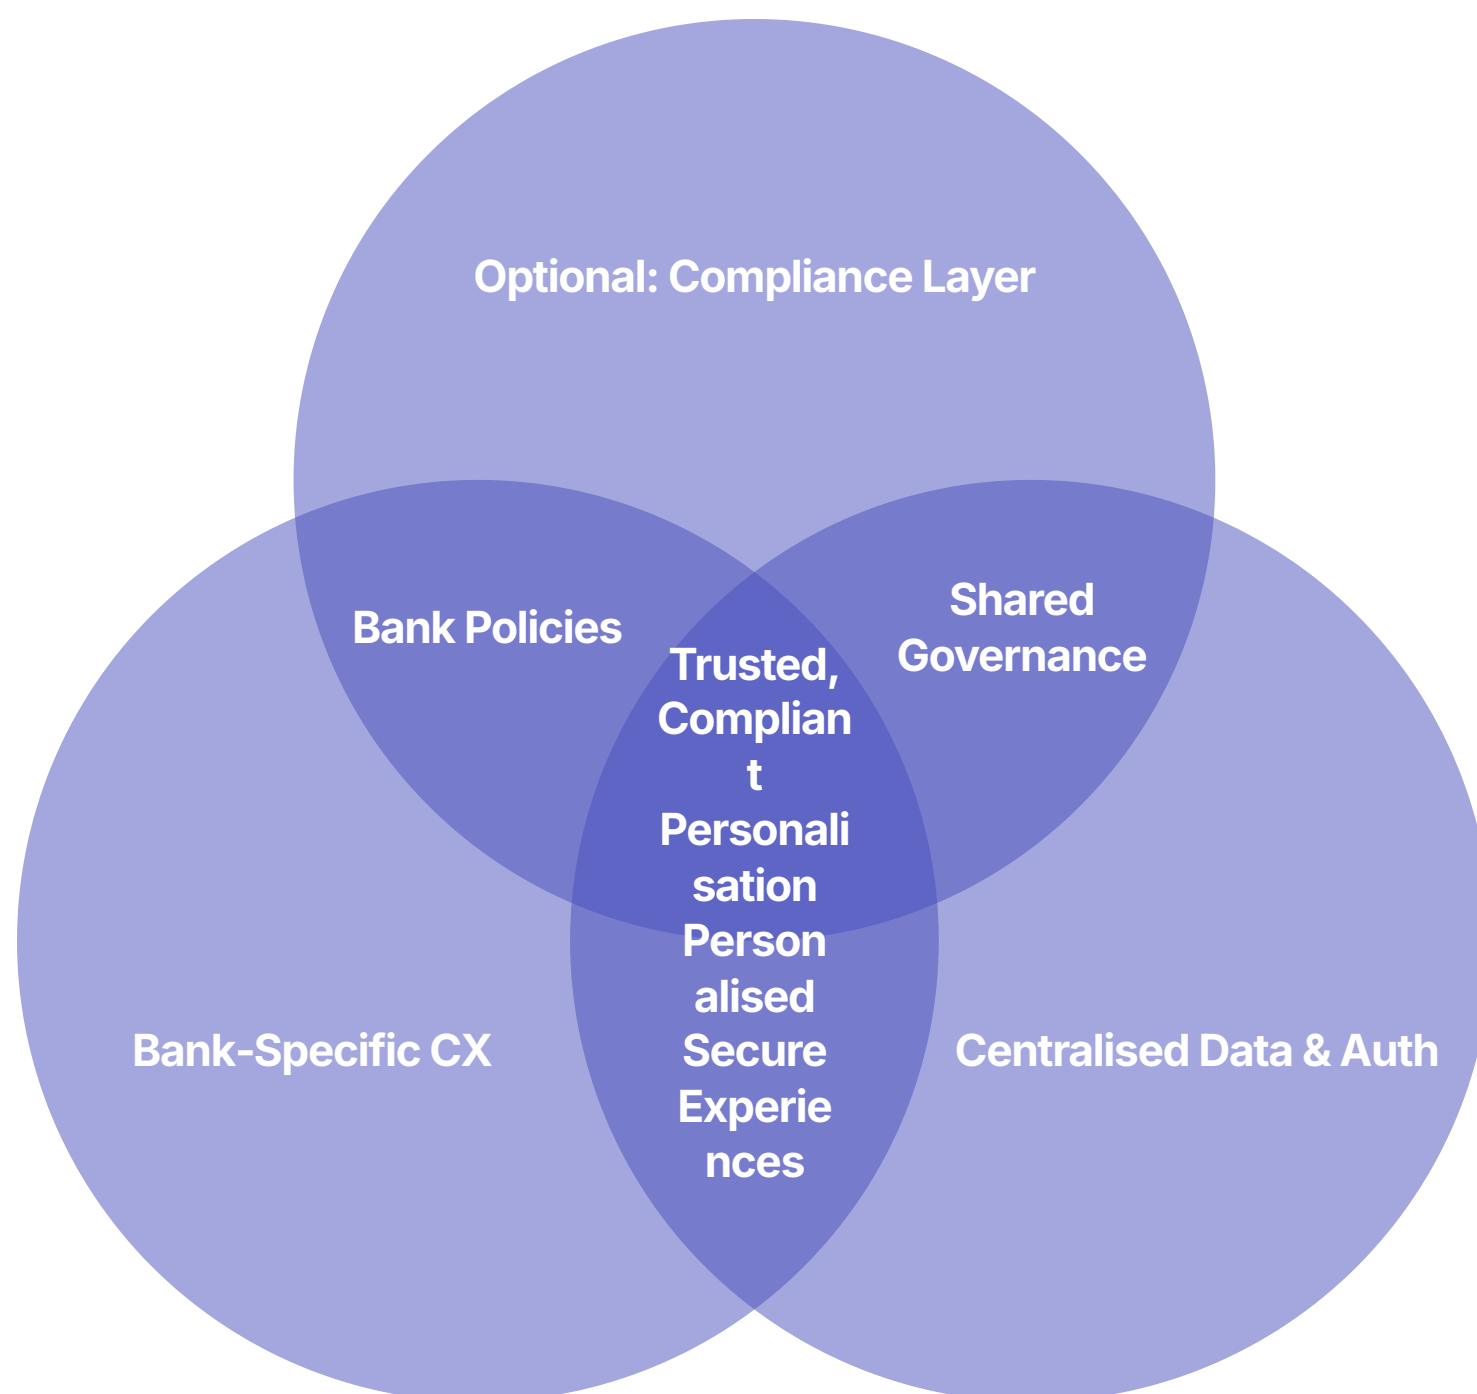 Optional: Compliance Layer
Bank Policies
Shared
Governance
Trusted,
Complian
t
Personali
sation
Person
alised
Secure
Experie
nces
Bank-Specific CX
Centralised Data & Auth